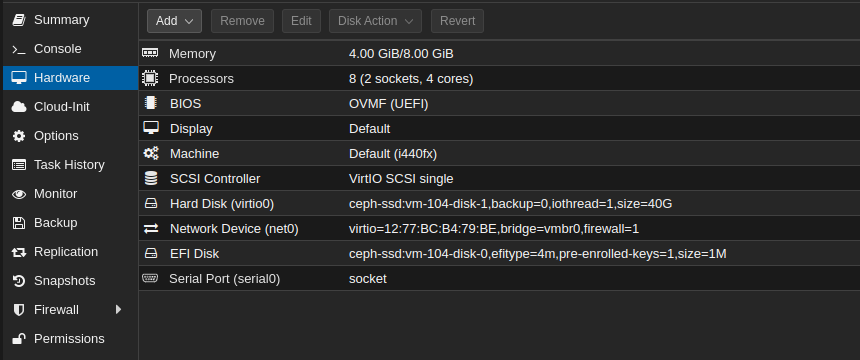 Summary
Console
Hardware
Cloud-Init
Options
Task History
Monitor
Backup
Replication
Snapshots
Firewall
Permissions
Add Remove Edit Disk Action Revert
Memory 4.00 GiB/8.00 GiB
Processors 8 (2 sockets, 4 cores)
BIOS OVMF (UEFI)
Display Default
Machine Default (i440fx)
SCSI Controller VirtIO SCSI single
Hard Disk (virtio0) ceph-ssd:vm-104-disk-1,backup=0,iothread=1,size=40G
Network Device (net0) virtio=12:77:BC:B4:79:BE,bridge=vmbr0,firewall=1
EFI Disk ceph-ssd:vm-104-disk-0,efitype=4m,pre-enrolled-keys=1,size=1M
Serial Port (serial0) socket